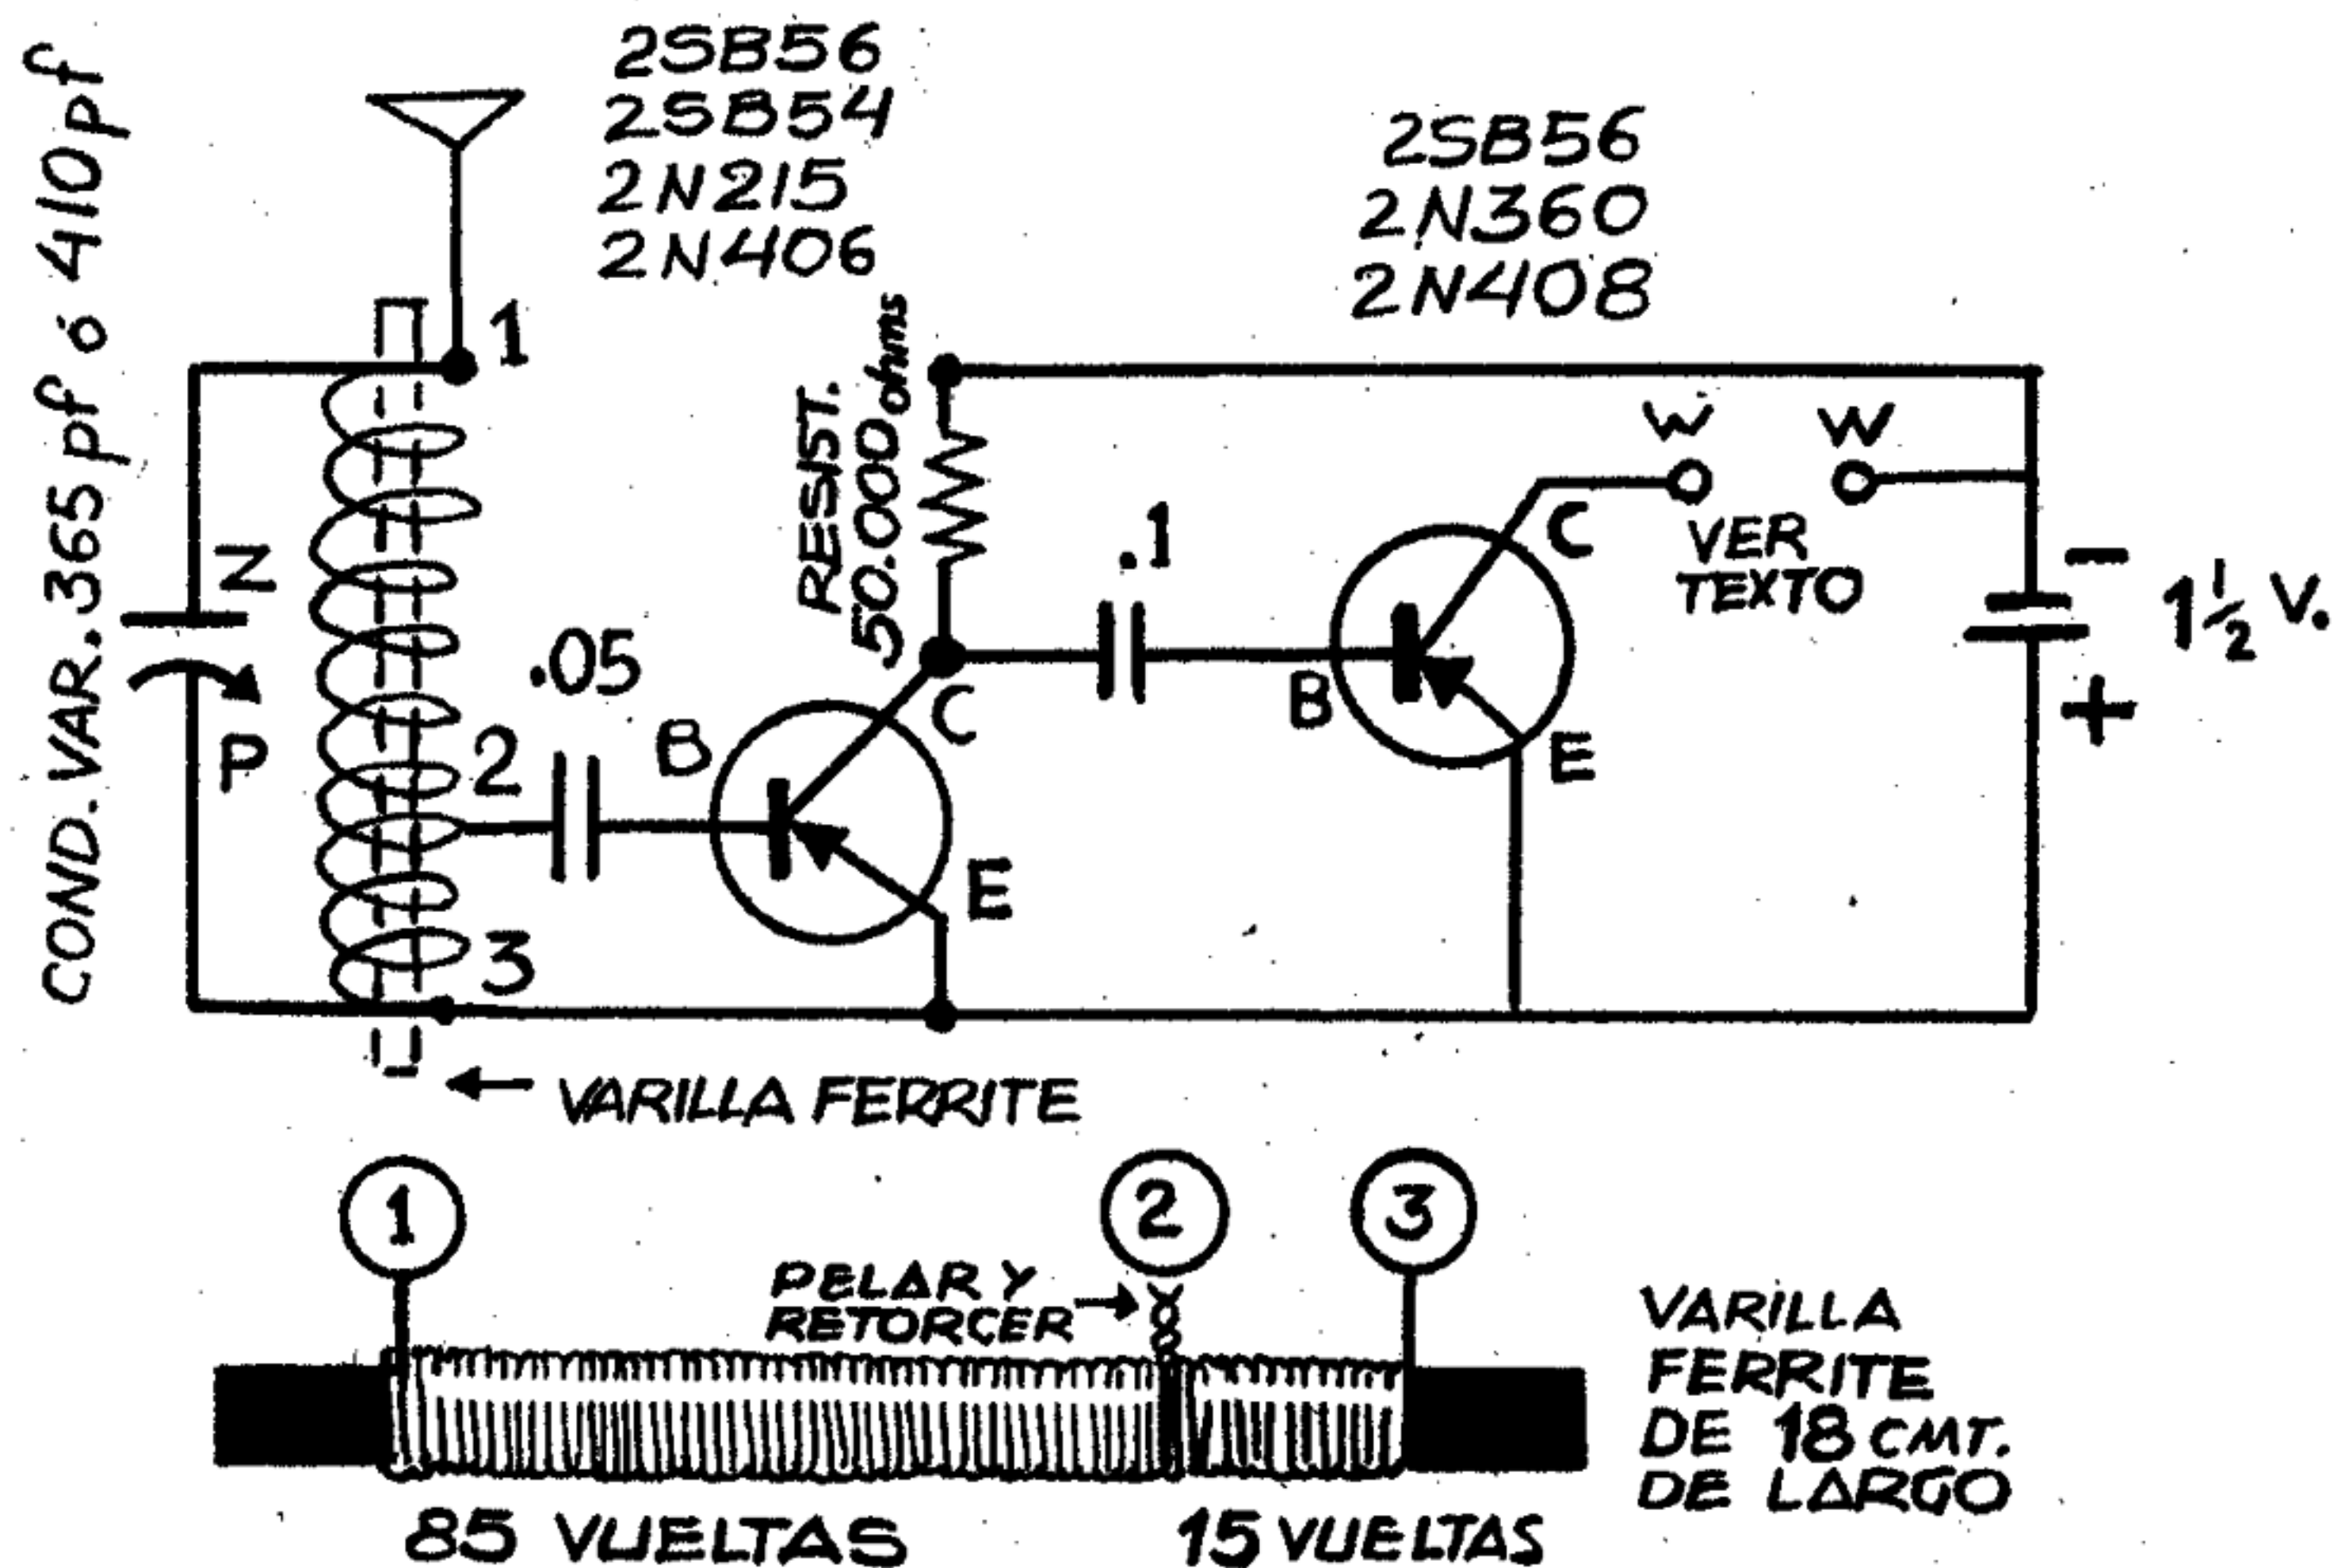 COND. VAR. 365 pf ó 410 pf
2SB56
2SB54
2N215
2N406
2SB56
2N360
2N408
1
RESIST.
50.000 ohms
W W
C
VER
TEXTO
N
P
.1
-
1 1/2 V.
+
.05
2
B
C
B
E
E
3
VARILLA FERRITE
1
2
3
PELAR Y
RETORCER
VARILLA
FERRITE
DE 18 CMT.
DE LARGO
85 VUELTAS
15 VUELTAS